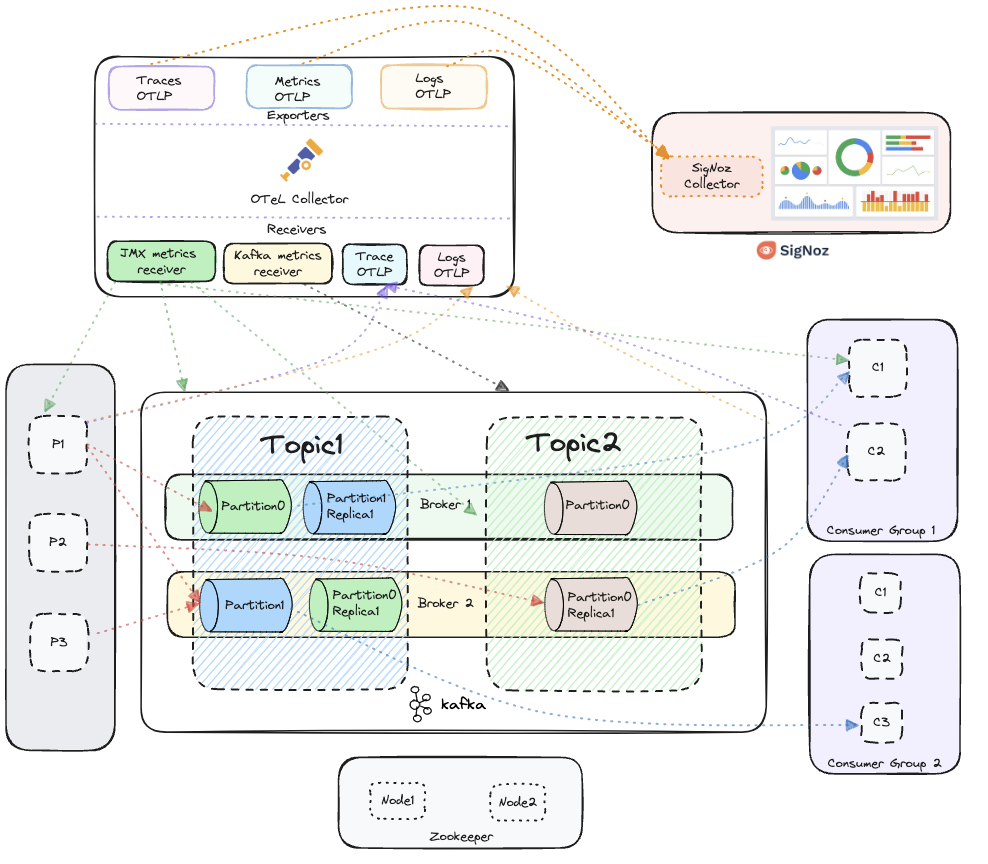 Traces
OTLP
Metrics
OTLP
Logs
OTLP
Exporters
OTeL Collector
Receivers
JMX metrics
receiver
Kafka metrics
receiver
Trace
OTLP
Logs
OTLP
SigNoz
Collector
SigNoz
P1
P2
P3
Topic1
Topic2
Partition0
Partition1
Replica1
Broker 1
Partition0
Partition1
Partition0
Replica1
Broker 2
Partition0
Replica1
kafka
C1
C2
Consumer Group 1
C1
C2
C3
Consumer Group 2
Node1
Node2
Zookeeper